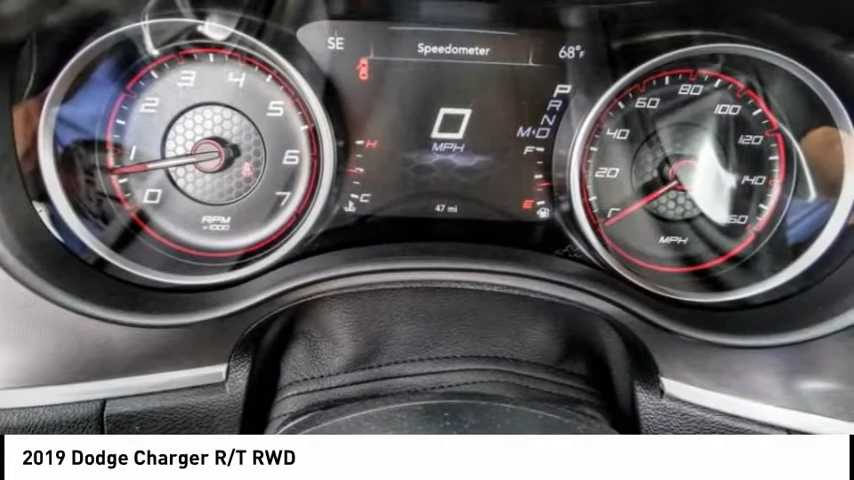 SE Speedometer 68°F
0 1 2 3 4 5 6 7
RPM
x1000
0
MPH
P
R
N
M·D
H
C
F
E
47 mi
20 40 60 80 100 120 140 160
MPH
2019 Dodge Charger R/T RWD